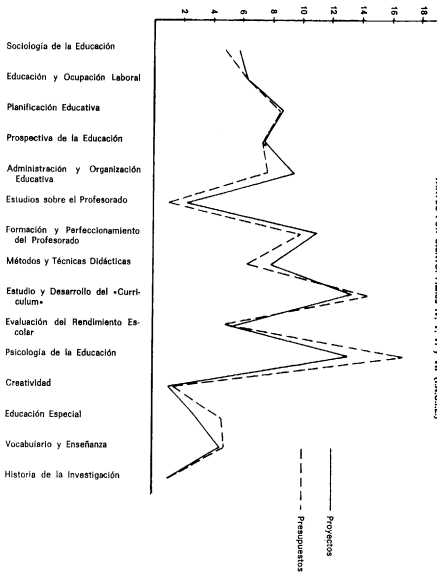 2
4
6
8
10
12
14
16
18
Sociología de la Educación
Educación y Ocupación Laboral
Planificación Educativa
Prospectiva de la Educación
Administración y Organización
Educativa
Estudios sobre el Profesorado
Formación y Perfeccionamiento
del Profesorado
Métodos y Técnicas Didácticas
Estudio y Desarrollo del «Curri-
culum»
Evaluación del Rendimiento Es-
colar
Psicología de la Educación
Creatividad
Educación Especial
Vocabulario y Enseñanza
Historia de la Investigación
Proyectos
Presupuestos